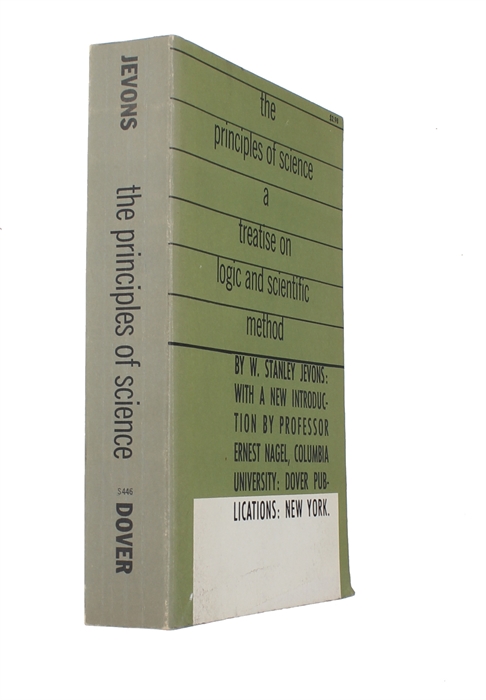 JEVONS
the principles of science
S446
DOVER
the
principles of science
a
treatise on
logic and scientific
method
BY W. STANLEY JEVONS:
WITH A NEW INTRODUC-
TION BY PROFESSOR
ERNEST NAGEL, COLUMBIA
UNIVERSITY: DOVER PUB-
LICATIONS: NEW YORK.